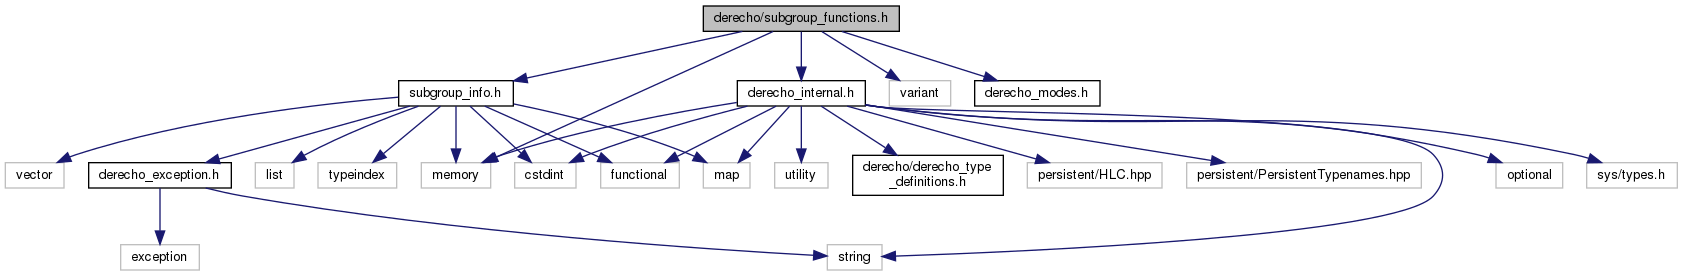 derecho/subgroup_functions.h
subgroup_info.h
derecho_internal.h
variant
derecho_modes.h
vector
derecho_exception.h
list
typeindex
memory
cstdint
functional
map
utility
derecho/derecho_type
_definitions.h
persistent/HLC.hpp
persistent/PersistentTypenames.hpp
optional
sys/types.h
exception
string